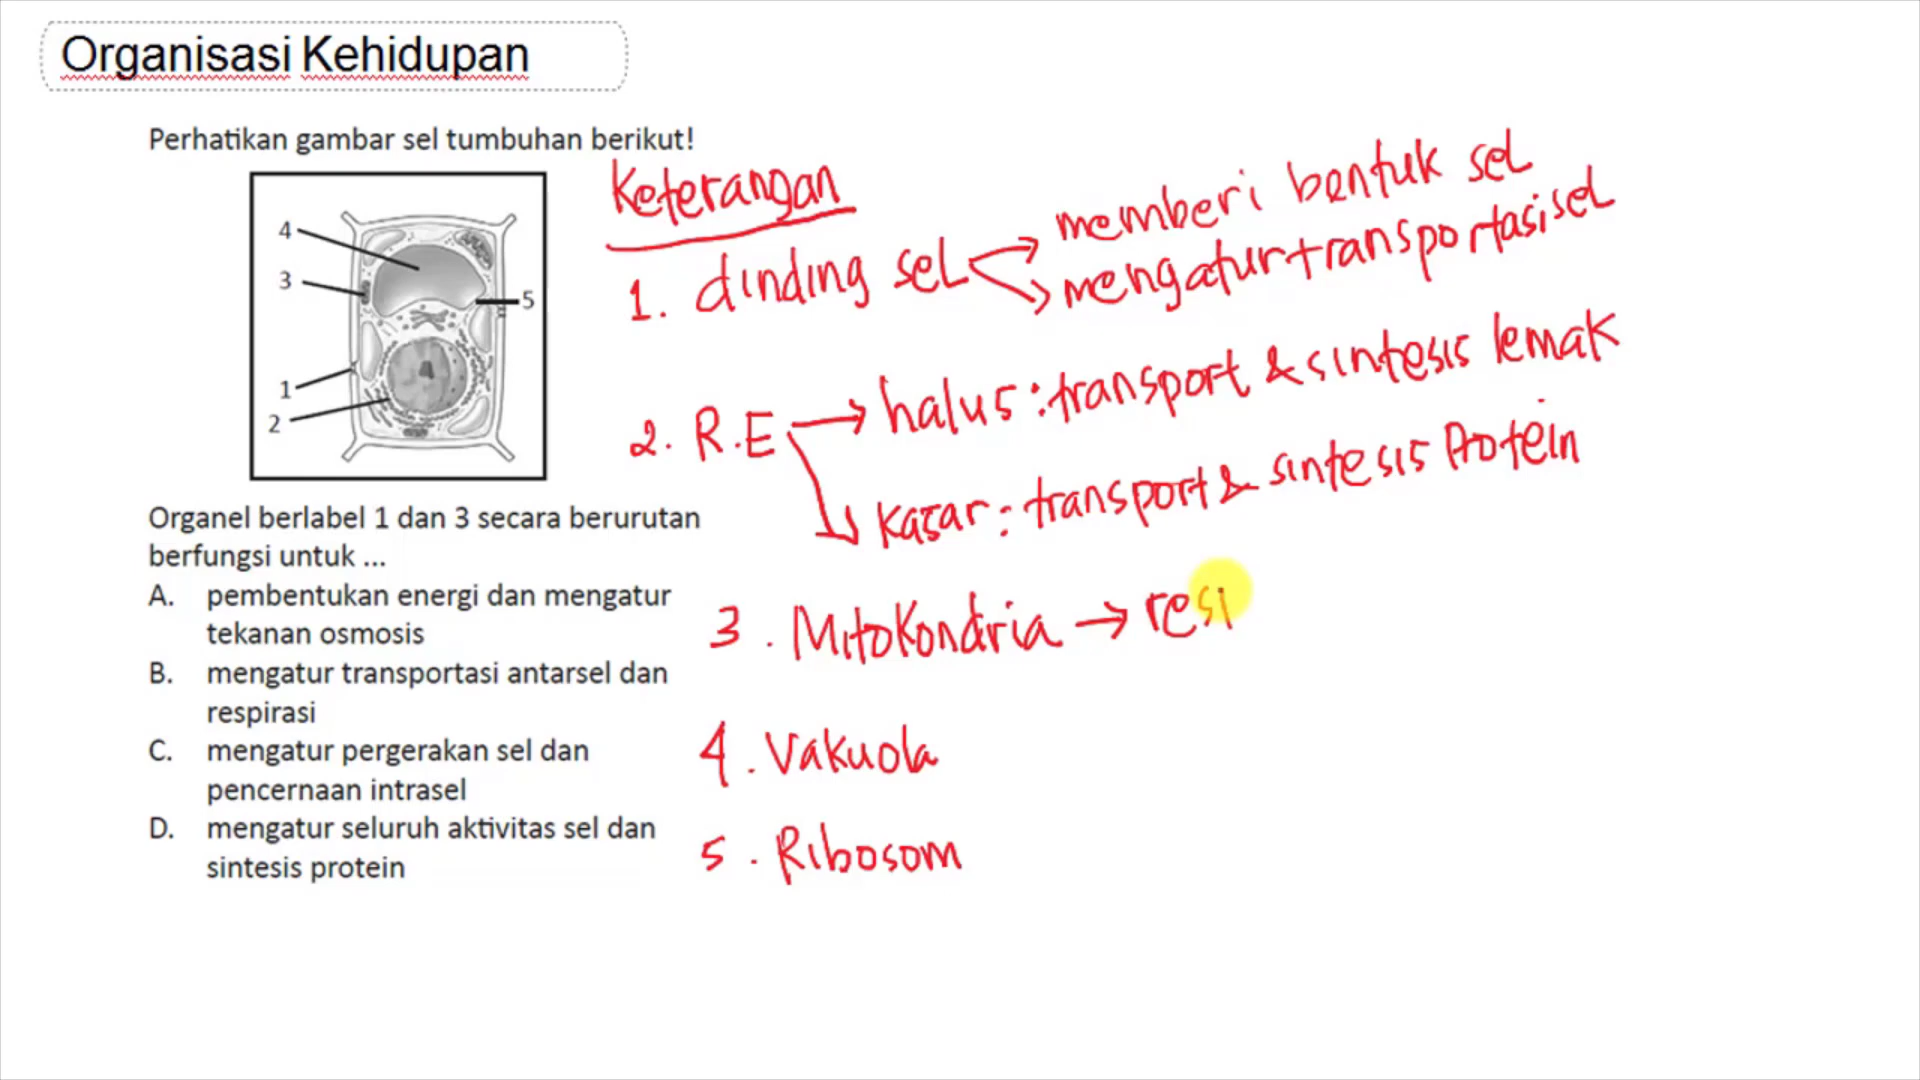 Organisasi Kehidupan
Perhatikan gambar sel tumbuhan berikut!
4
3
5
1
2
Organel berlabel 1 dan 3 secara berurutan
berfungsi untuk ...
A. pembentukan energi dan mengatur
tekanan osmosis
B. mengatur transportasi antarsel dan
respirasi
C. mengatur pergerakan sel dan
pencernaan intrasel
D. mengatur seluruh aktivitas sel dan
sintesis protein
Keterangan
1. dinding sel
memberi bentuk sel
mengatur transportasi sel
2. R.E → halus : transport & sintesis lemak
kasar : transport & sintesis Protein
3. Mitokondria → resi
4. Vakuola
5. Ribosom